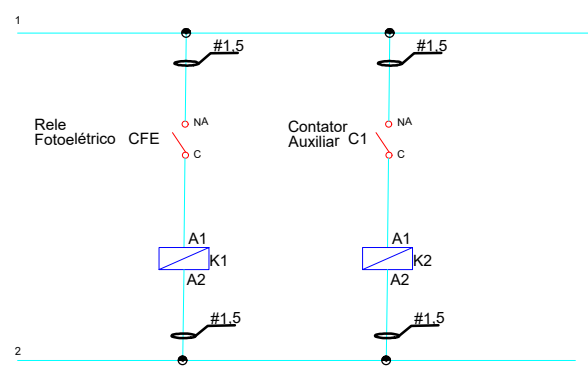 1
#1,5
#1,5
NA
NA
Rele
Fotoelétrico CFE
Contator
Auxiliar C1
C
C
A1
A1
K1
K2
A2
A2
#1,5
#1,5
2